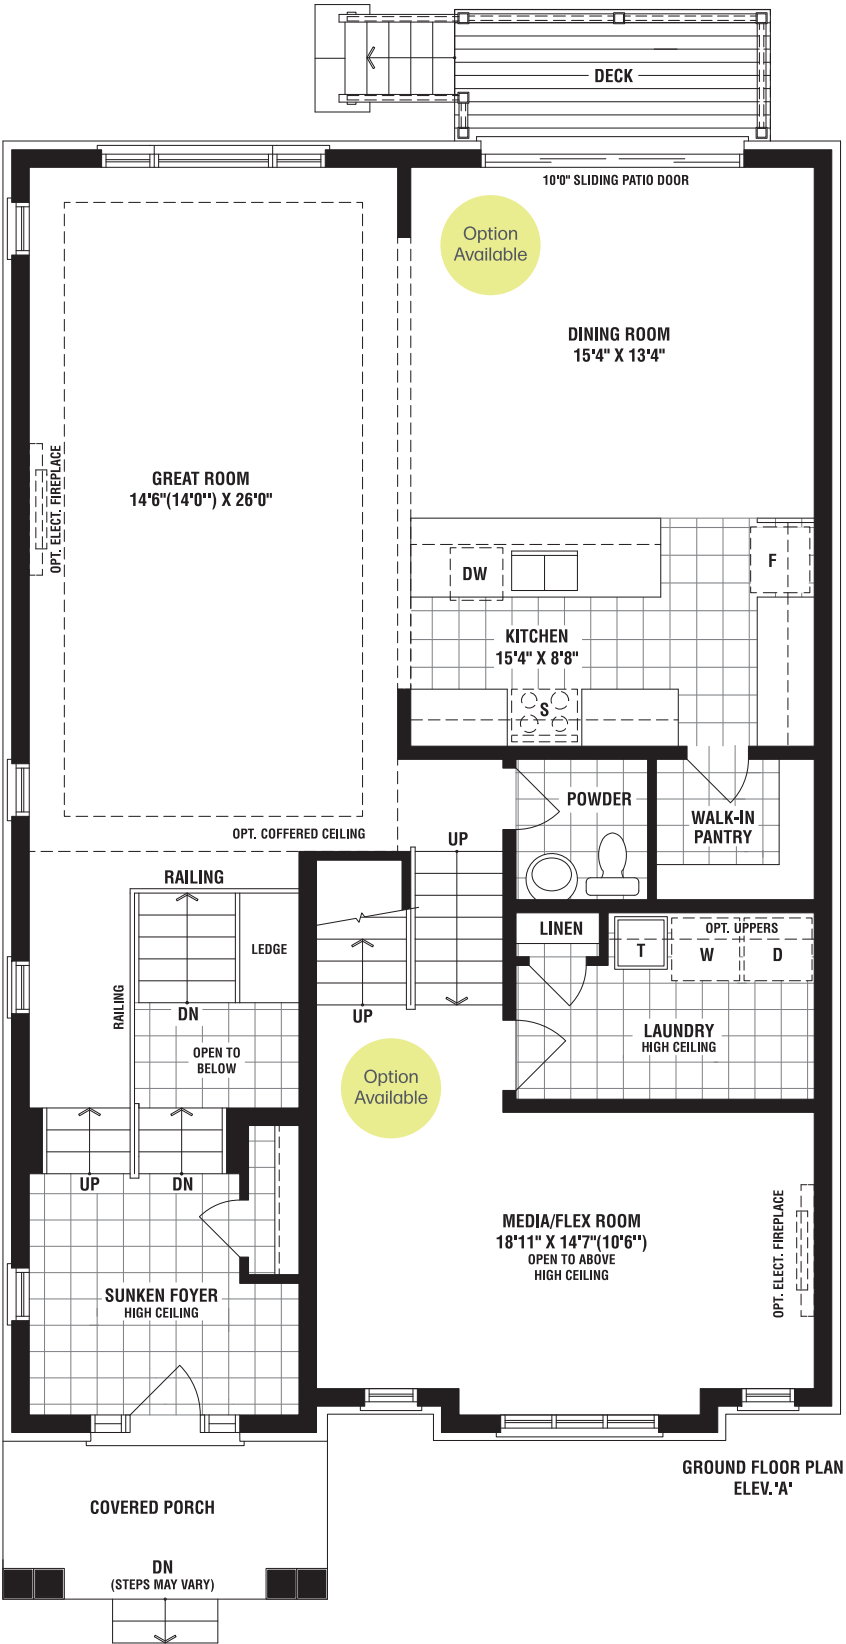 DECK
10'0" SLIDING PATIO DOOR
Option
Available
DINING ROOM
15'4" X 13'4"
GREAT ROOM
14'6"(14'0") X 26'0"
OPT. ELECT. FIREPLACE
DW
F
KITCHEN
15'4" X 8'8"
S
POWDER
WALK-IN
PANTRY
OPT. COFFERED CEILING
UP
RAILING
LEDGE
LINEN
OPT. UPPERS
T
W
D
RAILING
DN
UP
LAUNDRY
HIGH CEILING
OPEN TO
BELOW
Option
Available
UP
DN
MEDIA/FLEX ROOM
18'11" X 14'7"(10'6")
OPEN TO ABOVE
HIGH CEILING
OPT. ELECT. FIREPLACE
SUNKEN FOYER
HIGH CEILING
GROUND FLOOR PLAN
ELEV. 'A'
COVERED PORCH
DN
(STEPS MAY VARY)